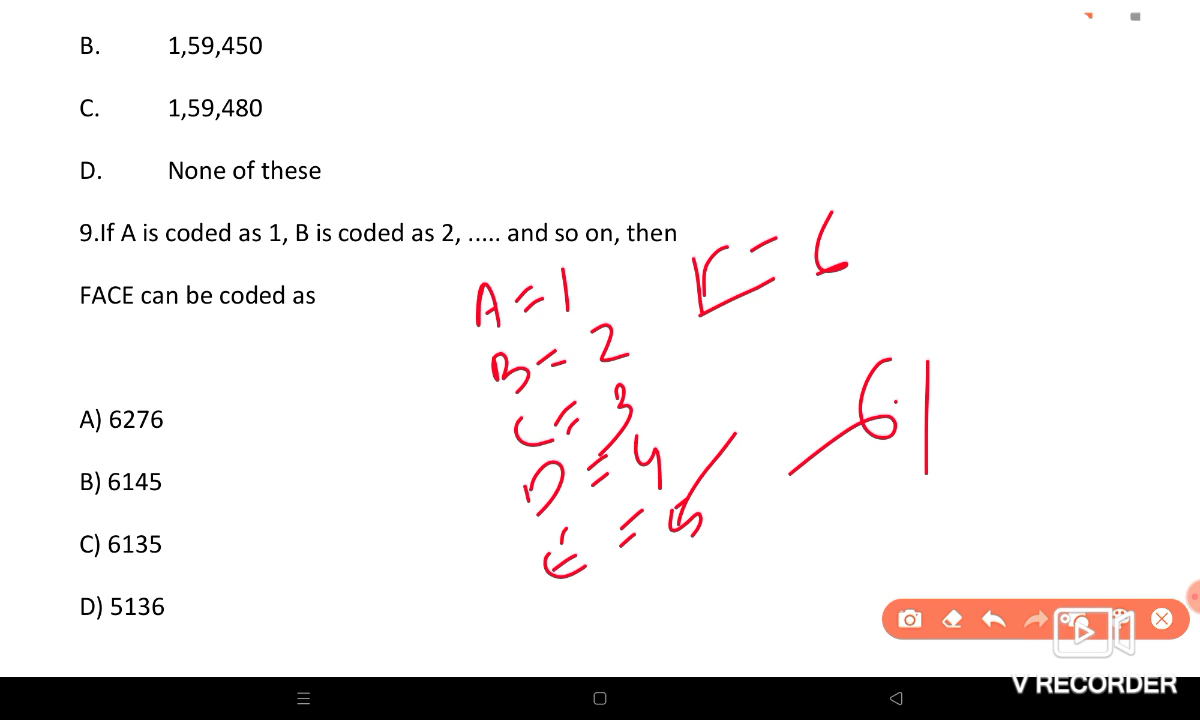 B. 1,59,450
C. 1,59,480
D. None of these
9.If A is coded as 1, B is coded as 2, ..... and so on, then
FACE can be coded as
A = 1
= 6
B = 2
C = 3
D = 4
E = 5
61
A) 6276
B) 6145
C) 6135
D) 5136
V RECORDER